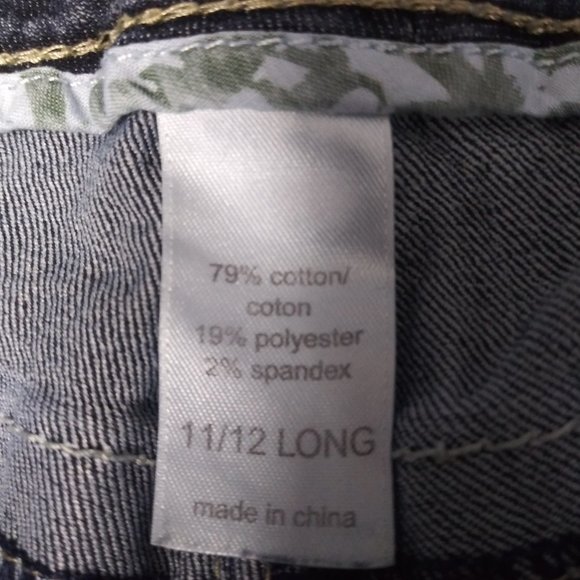 79% cotton/
coton
19% polyester
2% spandex
11/12 LONG
made in china